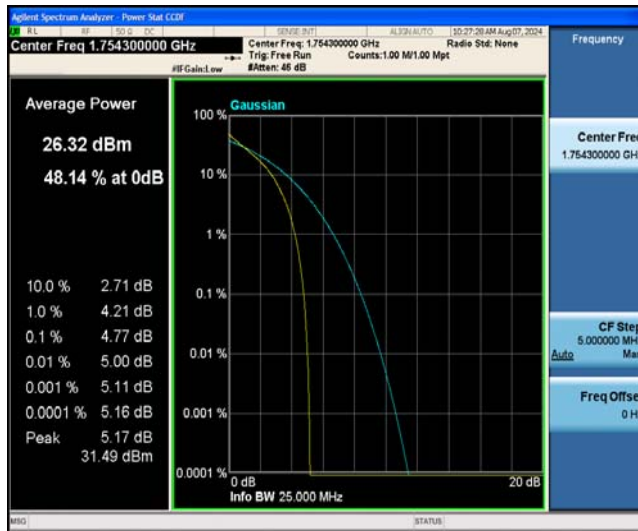 Agilent Spectrum Analyzer - Power Stat CCDF
RL RF 50 Ω DC SENSE:INT ALIGN AUTO 10:27:28 AM Aug 07, 2024
Center Freq 1.754300000 GHz
Center Freq: 1.754300000 GHz Radio Std: None
Trig: Free Run Counts:1.00 M/1.00 Mpt
#IFGain:Low #Atten: 46 dB
Frequency
Average Power
26.32 dBm
48.14 % at 0dB
10.0 % 2.71 dB
1.0 % 4.21 dB
0.1 % 4.77 dB
0.01 % 5.00 dB
0.001 % 5.11 dB
0.0001 % 5.16 dB
Peak 5.17 dB
31.49 dBm
Gaussian
100 %
10 %
1 %
0.1 %
0.01 %
0.001 %
0.0001 %
0 dB 20 dB
Info BW 25.000 MHz
Center Fre
1.754300000 GH
CF Step
5.000000 MH
Auto Ma
Freq Offse
0 H
MSG STATUS